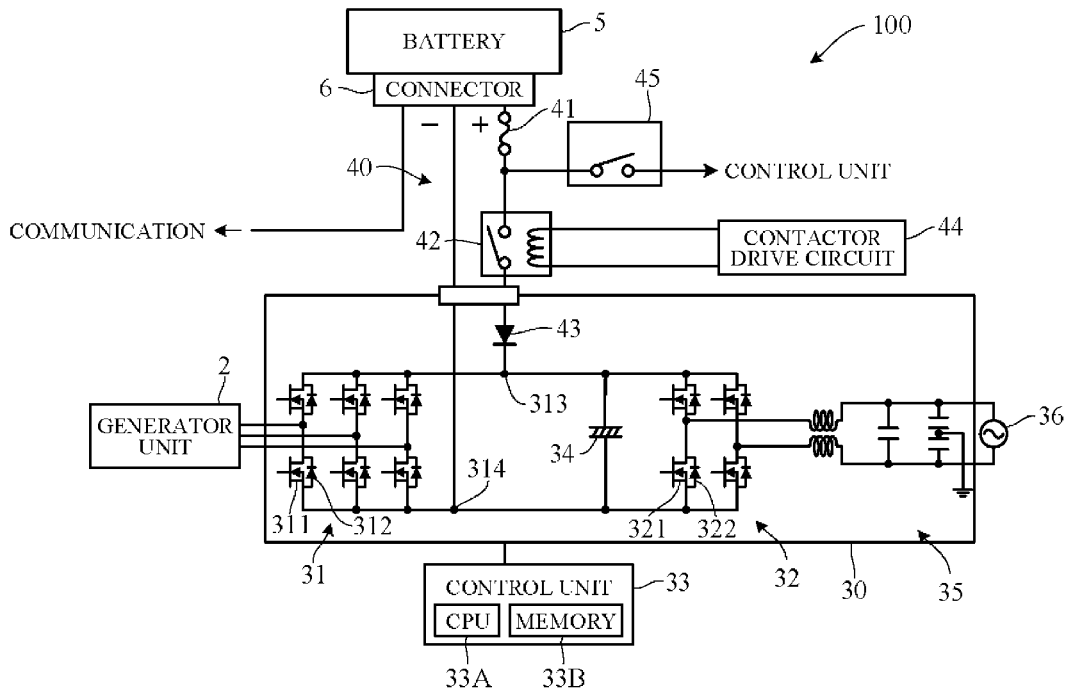 100
BATTERY
5
6
CONNECTOR
− +
41
45
40
CONTROL UNIT
COMMUNICATION
42
CONTACTOR
DRIVE CIRCUIT
44
43
2
GENERATOR
UNIT
313
34
36
314
311
312
321
322
31
32
30
35
CONTROL UNIT
33
CPU
MEMORY
33A
33B